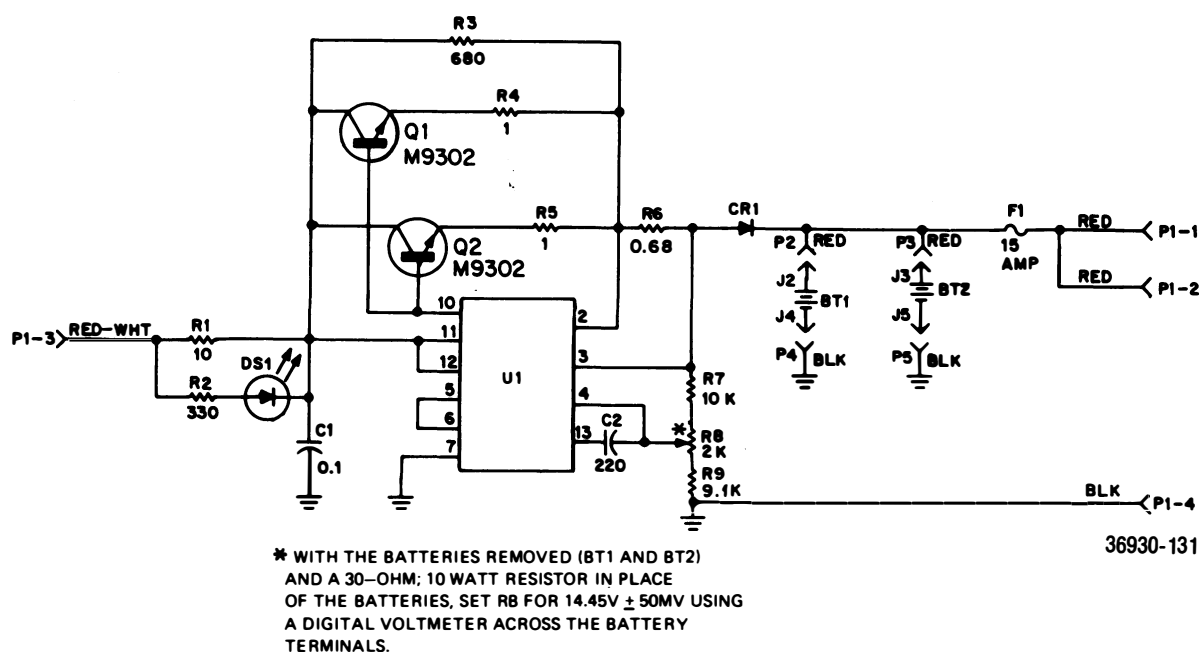 R3
680
R4
1
Q1
M9302
R5
1
R6
0.68
CR1
F1
15
AMP
RED
P1-1
Q2
M9302
P2 RED
P3 RED
RED
P1-2
J2
BT1
J4
J3
BT2
J5
P4 BLK
P5 BLK
P1-3 RED-WHT
R1
10
DS1
R2
330
C1
0.1
10
11
12
5
6
7
U1
2
3
4
13
C2
220
R7
10 K
*
R8
2K
R9
9.1K
BLK
P1-4
36930-131
* WITH THE BATTERIES REMOVED (BT1 AND BT2)
AND A 30-OHM; 10 WATT RESISTOR IN PLACE
OF THE BATTERIES, SET RB FOR 14.45V ± 50MV USING
A DIGITAL VOLTMETER ACROSS THE BATTERY
TERMINALS.